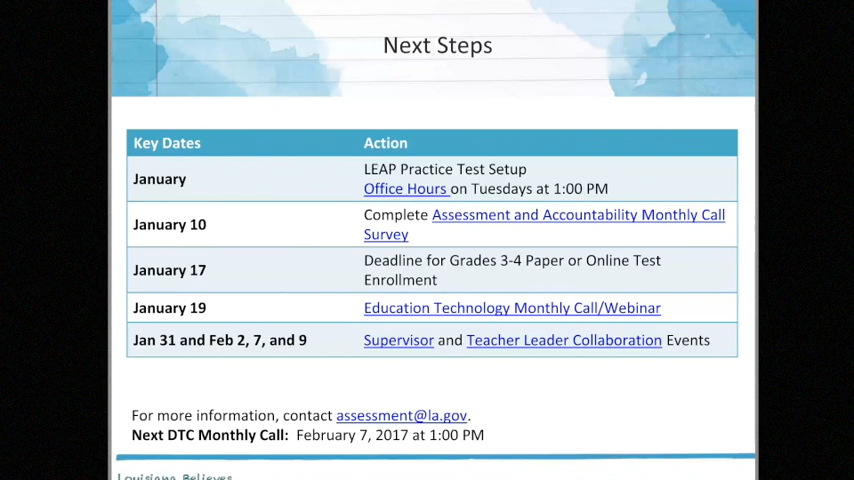 Next Steps
Key Dates Action
January
LEAP Practice Test Setup
Office Hours on Tuesdays at 1:00 PM
January 10
Complete Assessment and Accountability Monthly Call
Survey
January 17
Deadline for Grades 3-4 Paper or Online Test
Enrollment
January 19 Education Technology Monthly Call/Webinar
Jan 31 and Feb 2, 7, and 9 Supervisor and Teacher Leader Collaboration Events
For more information, contact assessment@la.gov.
Next DTC Monthly Call: February 7, 2017 at 1:00 PM
Louisiana Believes